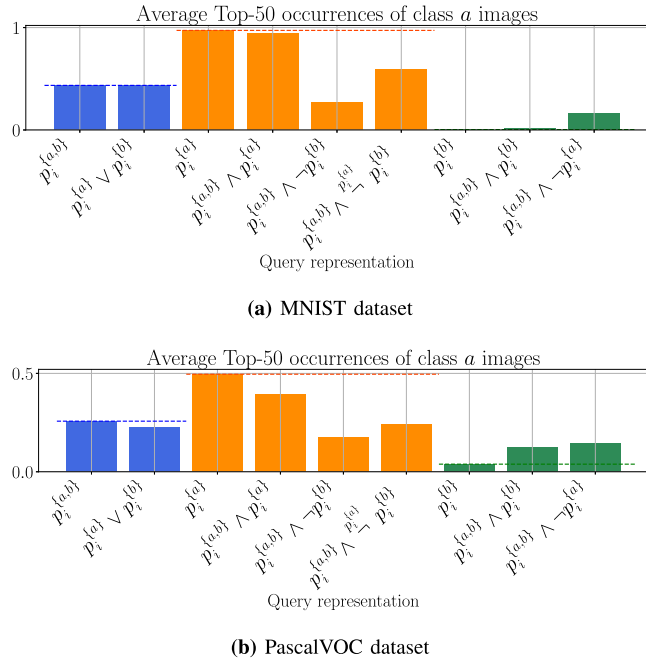 Average Top-50 occurrences of class a images
1
0
p_i^{a,b}
p_i^{a} ∨ p_i^{b}
p_i^{a}
p_i^{a,b} ∧ p_i^{a}
p_i^{a,b} ∧ ¬p_i^{b}
p_i^{a,b} ∧ ¬^{p_i^{a}} p_i^{b}
p_i^{b}
p_i^{a,b} ∧ p_i^{b}
p_i^{a,b} ∧ ¬p_i^{a}
Query representation
(a) MNIST dataset
Average Top-50 occurrences of class a images
0.5
0.0
p_i^{a,b}
p_i^{a} ∨ p_i^{b}
p_i^{a}
p_i^{a,b} ∧ p_i^{a}
p_i^{a,b} ∧ ¬p_i^{b}
p_i^{a,b} ∧ ¬^{p_i^{a}} p_i^{b}
p_i^{b}
p_i^{a,b} ∧ p_i^{b}
p_i^{a,b} ∧ ¬p_i^{a}
Query representation
(b) PascalVOC dataset